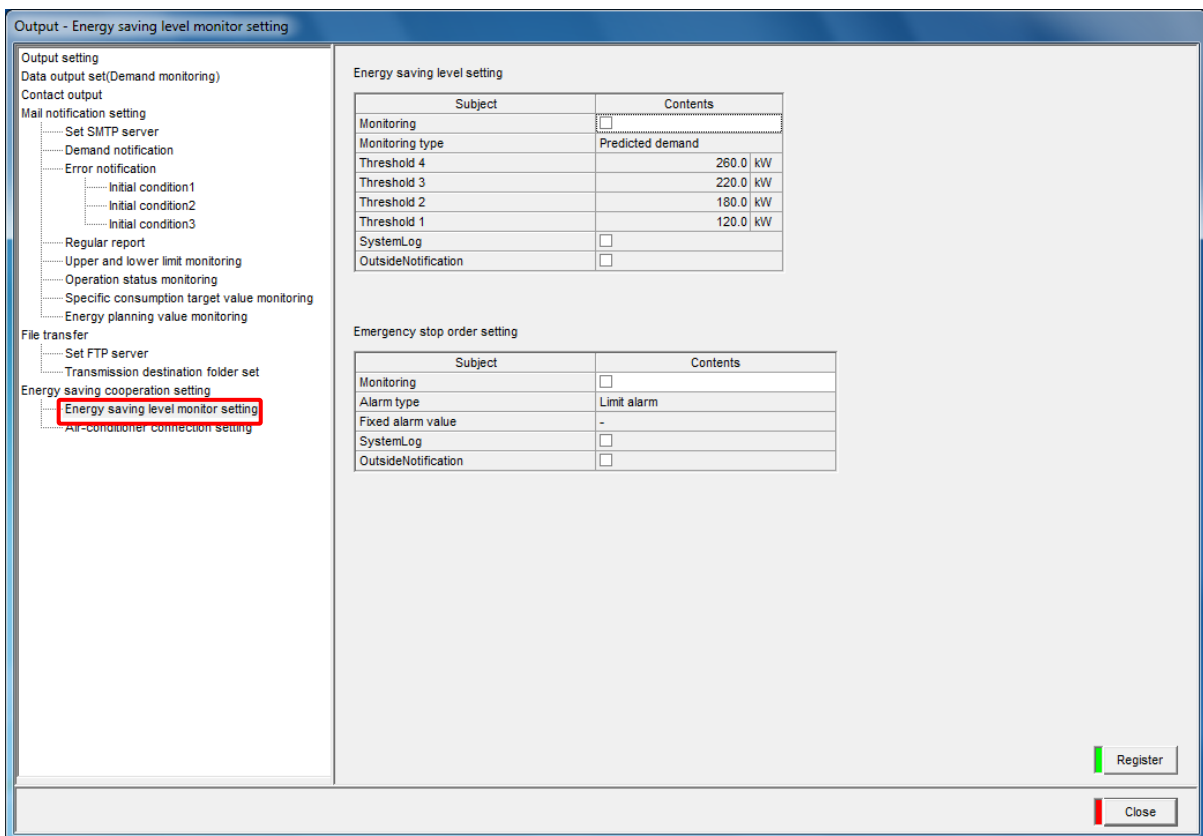 Output - Energy saving level monitor setting
Output setting
Data output set(Demand monitoring)
Contact output
Mail notification setting
Set SMTP server
Demand notification
Error notification
Initial condition1
Initial condition2
Initial condition3
Regular report
Upper and lower limit monitoring
Operation status monitoring
Specific consumption target value monitoring
Energy planning value monitoring
File transfer
Set FTP server
Transmission destination folder set
Energy saving cooperation setting
Energy saving level monitor setting
Air-conditioner connection setting
Energy saving level setting
Subject Contents
Monitoring
Monitoring type Predicted demand
Threshold 4 260.0 kW
Threshold 3 220.0 kW
Threshold 2 180.0 kW
Threshold 1 120.0 kW
SystemLog
OutsideNotification
Emergency stop order setting
Subject Contents
Monitoring
Alarm type Limit alarm
Fixed alarm value -
SystemLog
OutsideNotification
Register
Close